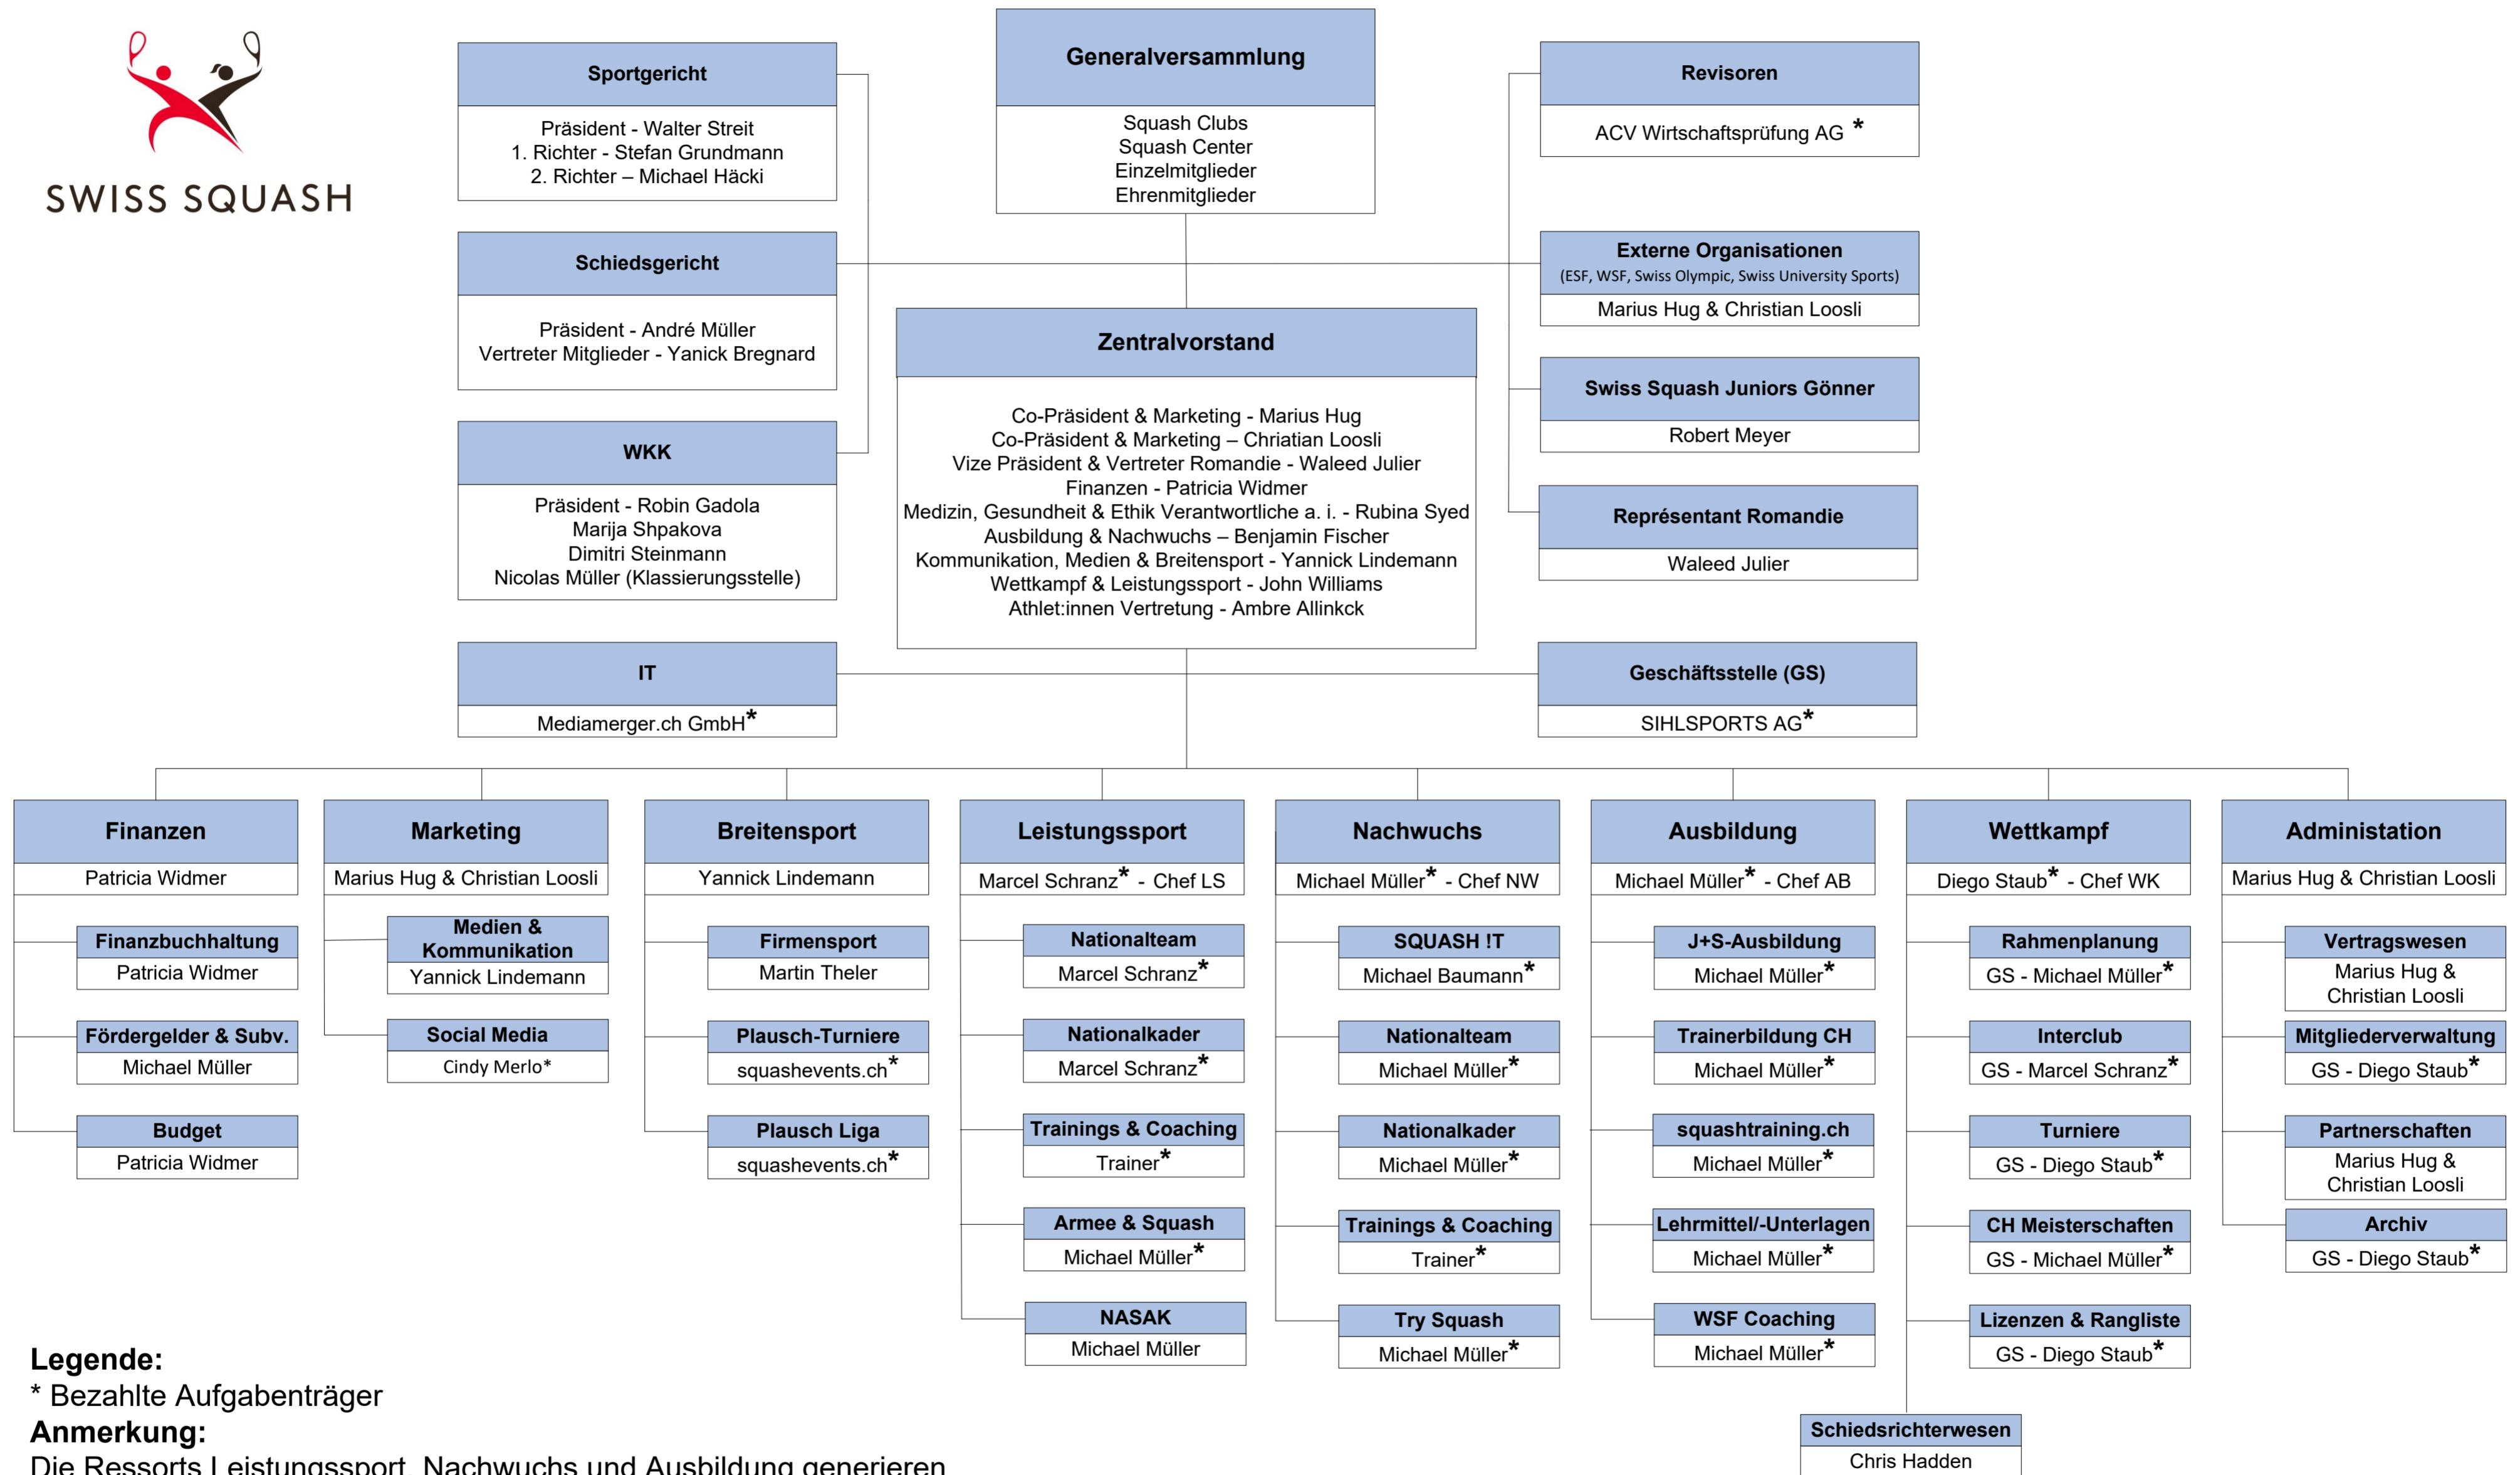 SWISS SQUASH
Sportgericht
Präsident - Walter Streit
1. Richter - Stefan Grundmann
2. Richter – Michael Häcki
Generalversammlung
Squash Clubs
Squash Center
Einzelmitglieder
Ehrenmitglieder
Revisoren
ACV Wirtschaftsprüfung AG *
Schiedsgericht
Präsident - André Müller
Vertreter Mitglieder - Yanick Bregnard
Externe Organisationen
(ESF, WSF, Swiss Olympic, Swiss University Sports)
Marius Hug & Christian Loosli
Zentralvorstand
Co-Präsident & Marketing - Marius Hug
Co-Präsident & Marketing – Chriatian Loosli
Vize Präsident & Vertreter Romandie - Waleed Julier
Finanzen - Patricia Widmer
Medizin, Gesundheit & Ethik Verantwortliche a. i. - Rubina Syed
Ausbildung & Nachwuchs – Benjamin Fischer
Kommunikation, Medien & Breitensport - Yannick Lindemann
Wettkampf & Leistungssport - John Williams
Athlet:innen Vertretung - Ambre Allinkck
Swiss Squash Juniors Gönner
Robert Meyer
WKK
Präsident - Robin Gadola
Marija Shpakova
Dimitri Steinmann
Nicolas Müller (Klassierungsstelle)
Représentant Romandie
Waleed Julier
IT
Mediamerger.ch GmbH*
Geschäftsstelle (GS)
SIHLSPORTS AG*
Finanzen
Patricia Widmer
Finanzbuchhaltung
Patricia Widmer
Fördergelder & Subv.
Michael Müller
Budget
Patricia Widmer
Marketing
Marius Hug & Christian Loosli
Medien &
Kommunikation
Yannick Lindemann
Social Media
Cindy Merlo*
Breitensport
Yannick Lindemann
Firmensport
Martin Theler
Plausch-Turniere
squashevents.ch*
Plausch Liga
squashevents.ch*
Leistungssport
Marcel Schranz* - Chef LS
Nationalteam
Marcel Schranz*
Nationalkader
Marcel Schranz*
Trainings & Coaching
Trainer*
Armee & Squash
Michael Müller*
NASAK
Michael Müller
Nachwuchs
Michael Müller* - Chef NW
SQUASH !T
Michael Baumann*
Nationalteam
Michael Müller*
Nationalkader
Michael Müller*
Trainings & Coaching
Trainer*
Try Squash
Michael Müller*
Ausbildung
Michael Müller* - Chef AB
J+S-Ausbildung
Michael Müller*
Trainerbildung CH
Michael Müller*
squashtraining.ch
Michael Müller*
Lehrmittel/-Unterlagen
Michael Müller*
WSF Coaching
Michael Müller*
Wettkampf
Diego Staub* - Chef WK
Rahmenplanung
GS - Michael Müller*
Interclub
GS - Marcel Schranz*
Turniere
GS - Diego Staub*
CH Meisterschaften
GS - Michael Müller*
Lizenzen & Rangliste
GS - Diego Staub*
Schiedsrichterwesen
Chris Hadden
Administation
Marius Hug & Christian Loosli
Vertragswesen
Marius Hug &
Christian Loosli
Mitgliederverwaltung
GS - Diego Staub*
Partnerschaften
Marius Hug &
Christian Loosli
Archiv
GS - Diego Staub*
Legende:
* Bezahlte Aufgabenträger
Anmerkung:
Die Ressorts Leistungssport, Nachwuchs und Ausbildung generieren